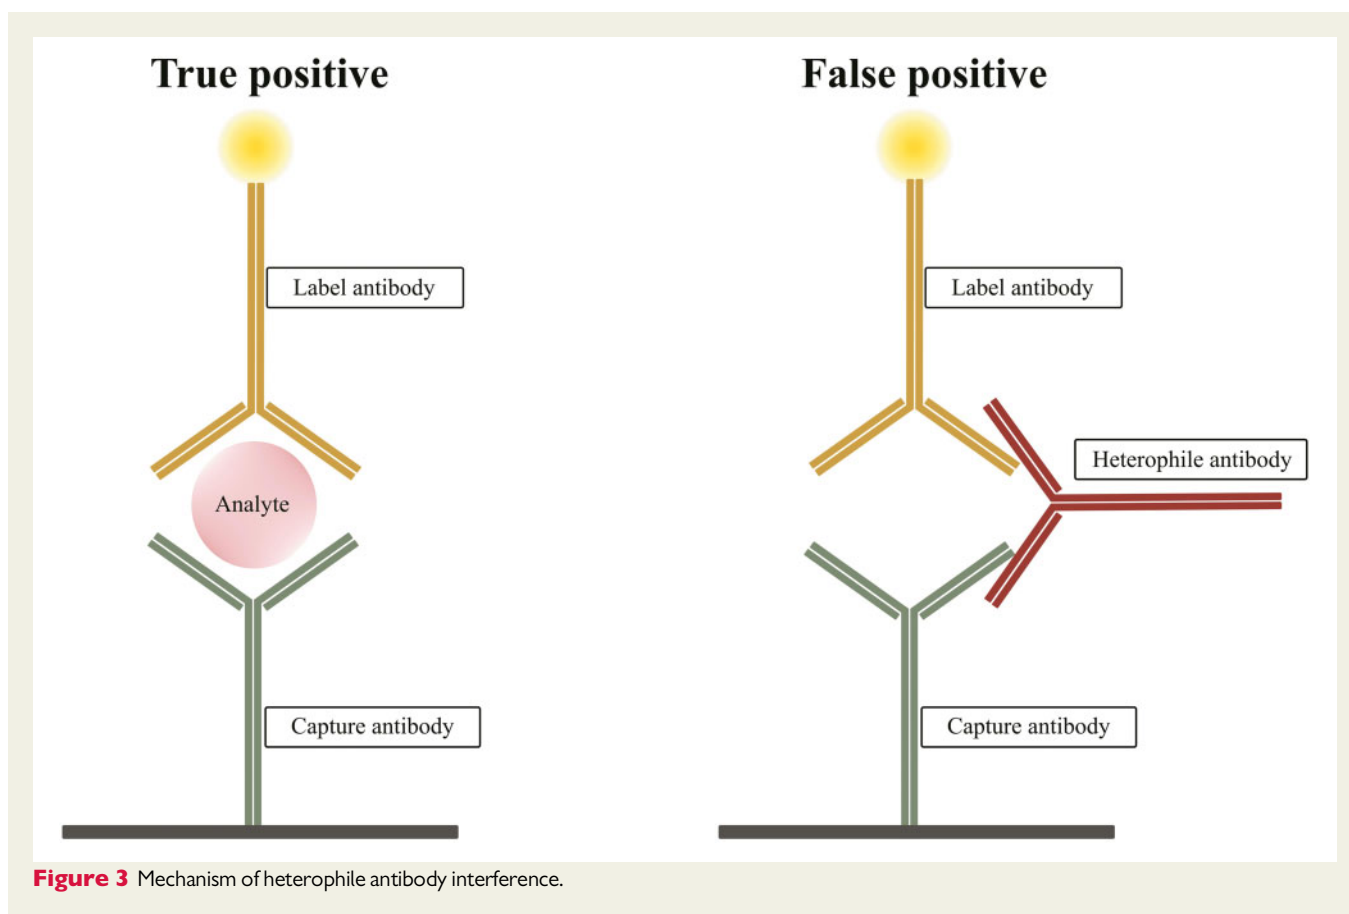 True positive
Label antibody
Analyte
Capture antibody
False positive
Label antibody
Heterophile antibody
Capture antibody
Figure 3 Mechanism of heterophile antibody interference.